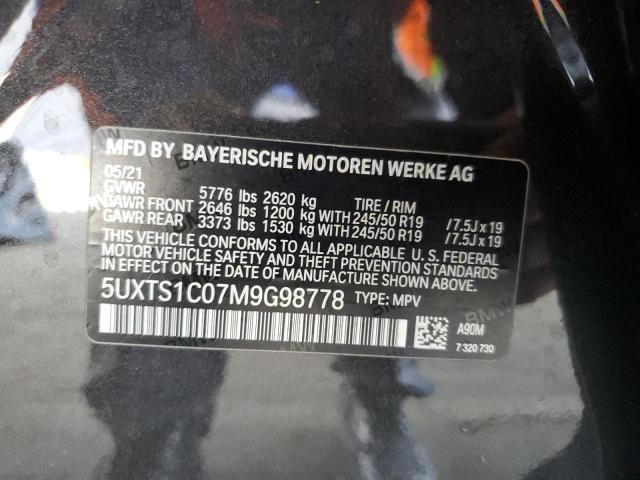 MFD BY BAYERISCHE MOTOREN WERKE AG
05/21
GVWR 5776 lbs 2620 kg TIRE / RIM
GAWR FRONT 2646 lbs 1200 kg WITH 245/50 R19 /7.5J x 19
GAWR REAR 3373 lbs 1530 kg WITH 245/50 R19 /7.5J x 19
THIS VEHICLE CONFORMS TO ALL APPLICABLE U. S. FEDERAL
MOTOR VEHICLE SAFETY AND THEFT PREVENTION STANDARDS
IN EFFECT ON THE DATE OF MANUFACTURE SHOWN ABOVE.
5UXTS1C07M9G98778 TYPE: MPV
A90M
7 320 730